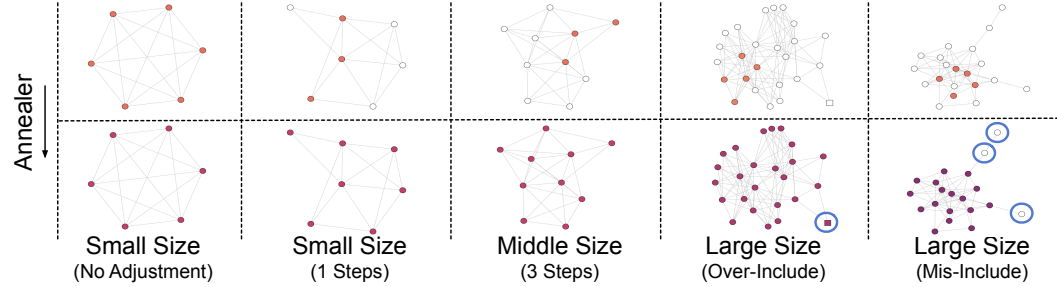 Annealer
Small Size
(No Adjustment)
Small Size
(1 Steps)
Middle Size
(3 Steps)
Large Size
(Over-Include)
Large Size
(Mis-Include)